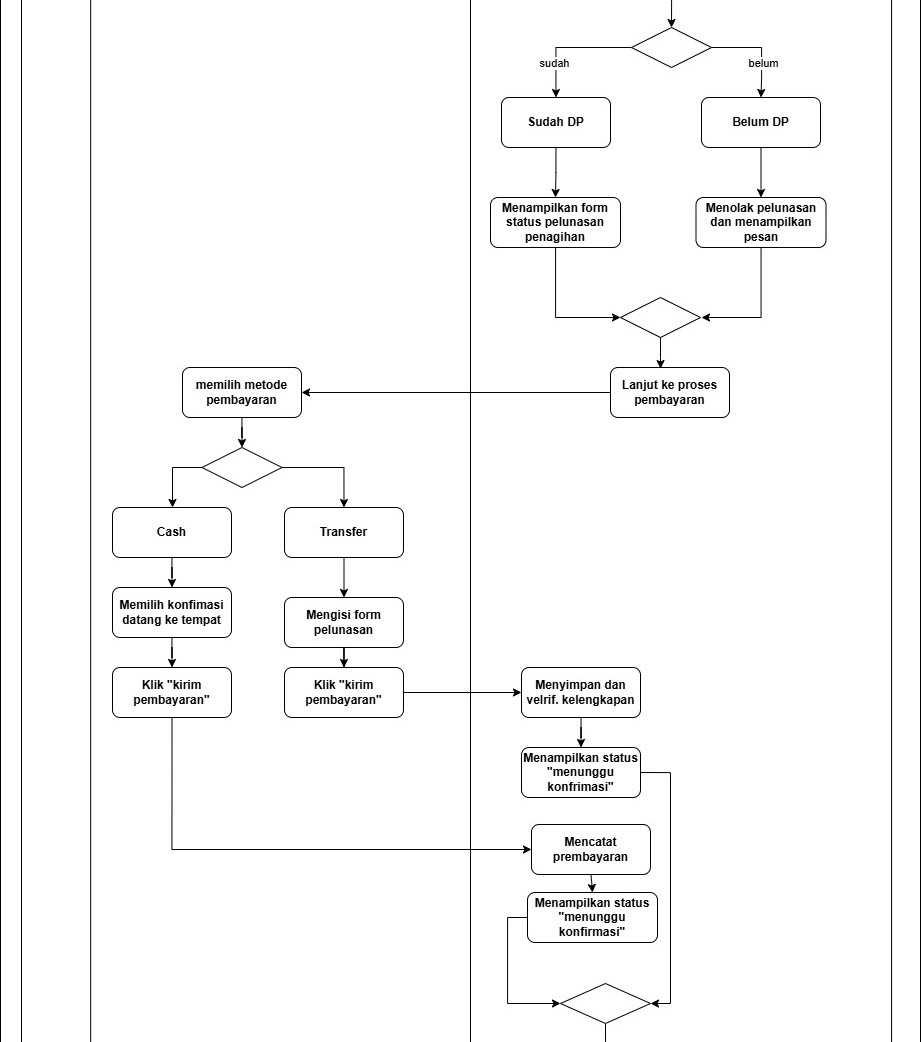 sudah
belum
Sudah DP
Belum DP
Menampilkan form
status pelunasan
penagihan
Menolak pelunasan
dan menampilkan
pesan
memilih metode
pembayaran
Lanjut ke proses
pembayaran
Cash
Transfer
Memilih konfimasi
datang ke tempat
Mengisi form
pelunasan
Klik "kirim
pembayaran"
Klik "kirim
pembayaran"
Menyimpan dan
velrif. kelengkapan
Menampilkan status
"menunggu
konfrimasi"
Mencatat
prembayaran
Menampilkan status
"menunggu
konfirmasi"